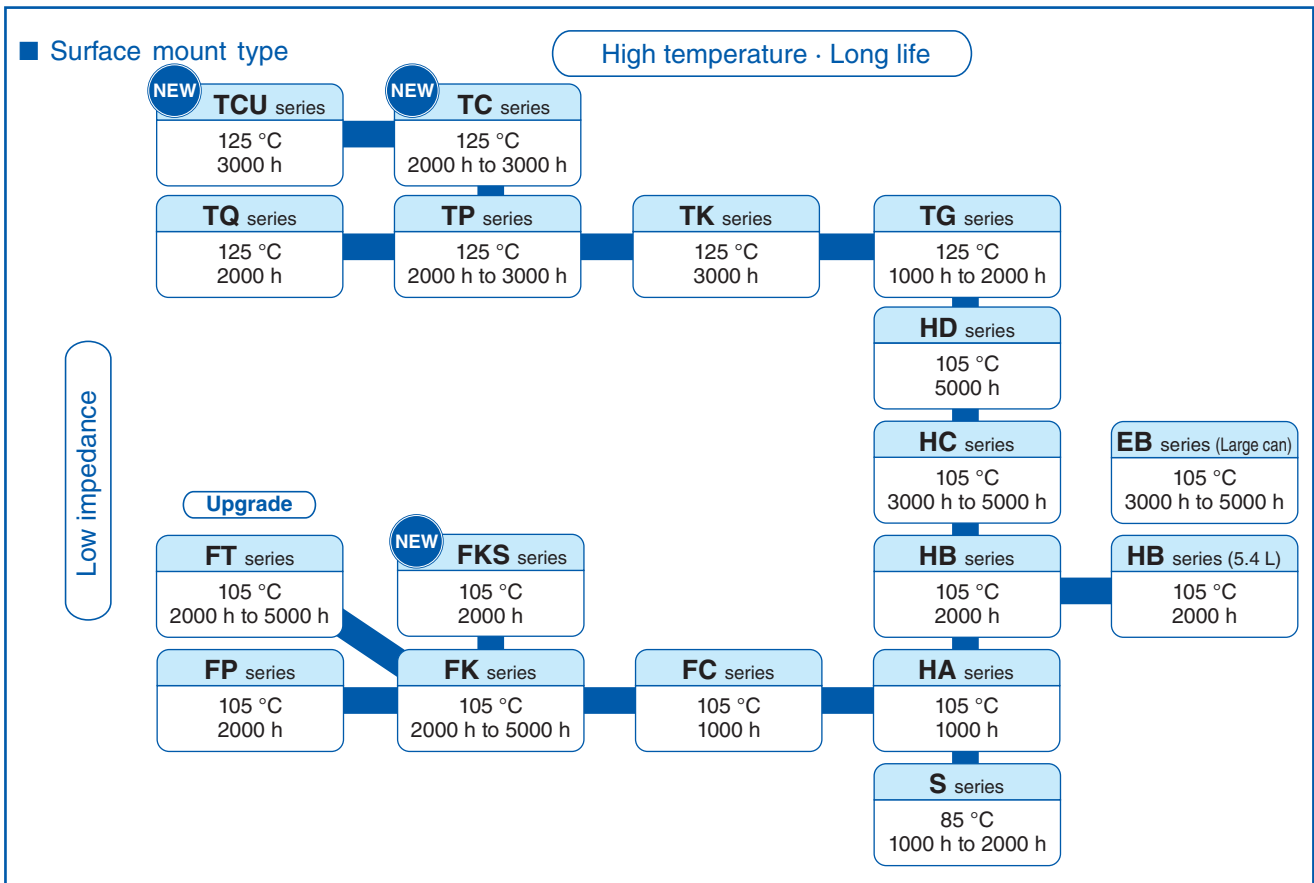 ■ Surface mount type
High temperature · Long life
NEW
TCU series
125 °C
3000 h
NEW
TC series
125 °C
2000 h to 3000 h
TQ series
125 °C
2000 h
TP series
125 °C
2000 h to 3000 h
TK series
125 °C
3000 h
TG series
125 °C
1000 h to 2000 h
HD series
105 °C
5000 h
Low impedance
HC series
105 °C
3000 h to 5000 h
EB series (Large can)
105 °C
3000 h to 5000 h
Upgrade
FT series
105 °C
2000 h to 5000 h
NEW
FKS series
105 °C
2000 h
HB series
105 °C
2000 h
HB series (5.4 L)
105 °C
2000 h
FP series
105 °C
2000 h
FK series
105 °C
2000 h to 5000 h
FC series
105 °C
1000 h
HA series
105 °C
1000 h
S series
85 °C
1000 h to 2000 h